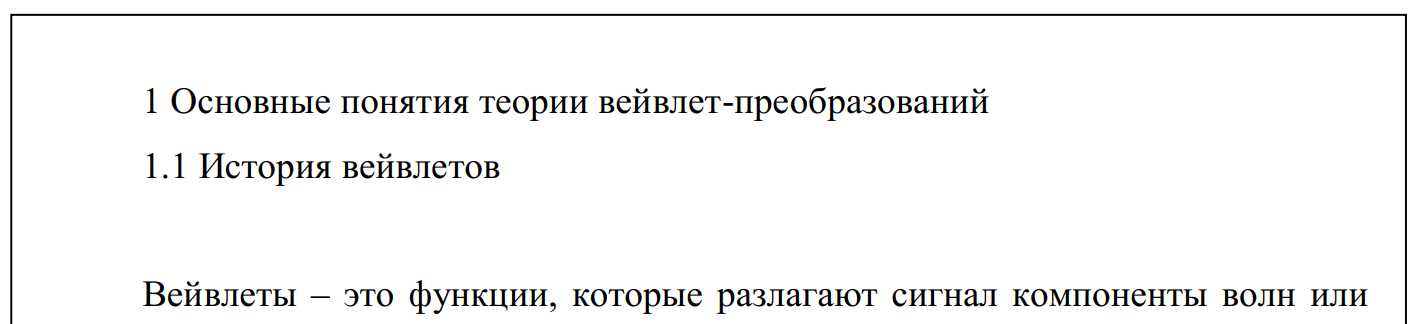 1 Основные понятия теории вейвлет-преобразований
1.1 История вейвлетов
Вейвлеты – это функции, которые разлагают сигнал компоненты волн или